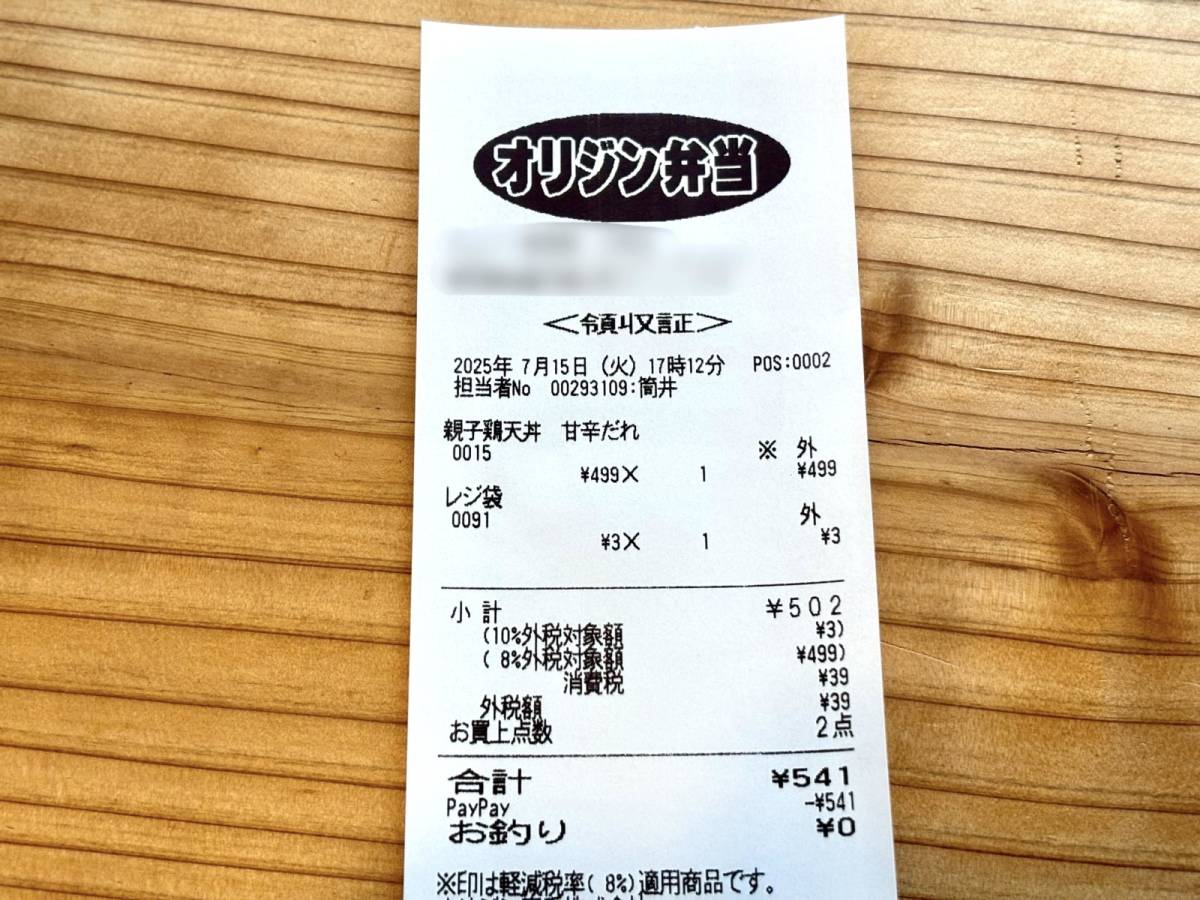 オリジン弁当
<領収証>
2025年 7月15日(火)17時12分 POS:0002
担当者No 00293109:筒井
親子鶏天丼 甘辛だれ
0015 ※ 外
¥499× 1 ¥499
レジ袋
0091 外
¥3× 1 ¥3
小 計 ¥502
(10%外税対象額 ¥3)
( 8%外税対象額 ¥499)
消費税 ¥39
外税額 ¥39
お買上点数 2点
合計 ¥541
PayPay -¥541
お釣り ¥0
※印は軽減税率( 8%)適用商品です。